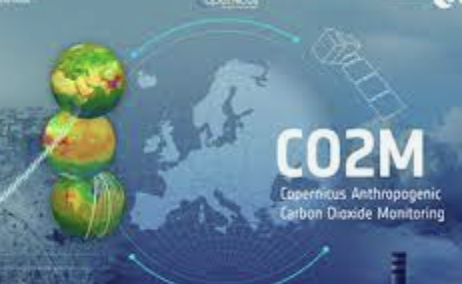 CO2M
Copernicus Anthropogenic
Carbon Dioxide Monitoring